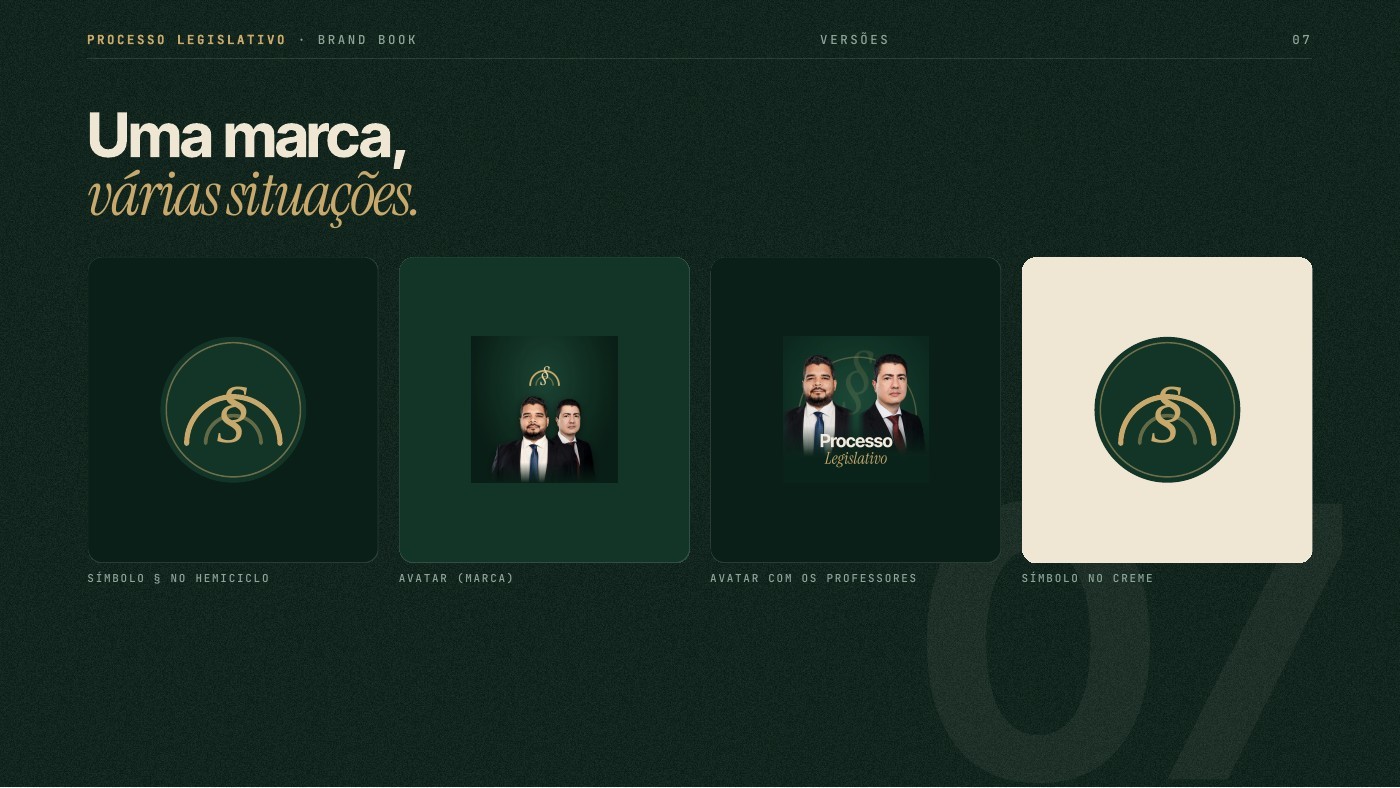 PROCESSO LEGISLATIVO · BRAND BOOK
VERSÕES
07
Uma marca,
várias situações.
§
§
§
Processo
Legislativo
§
SÍMBOLO § NO HEMICICLO
AVATAR (MARCA)
AVATAR COM OS PROFESSORES
SÍMBOLO NO CREME
07